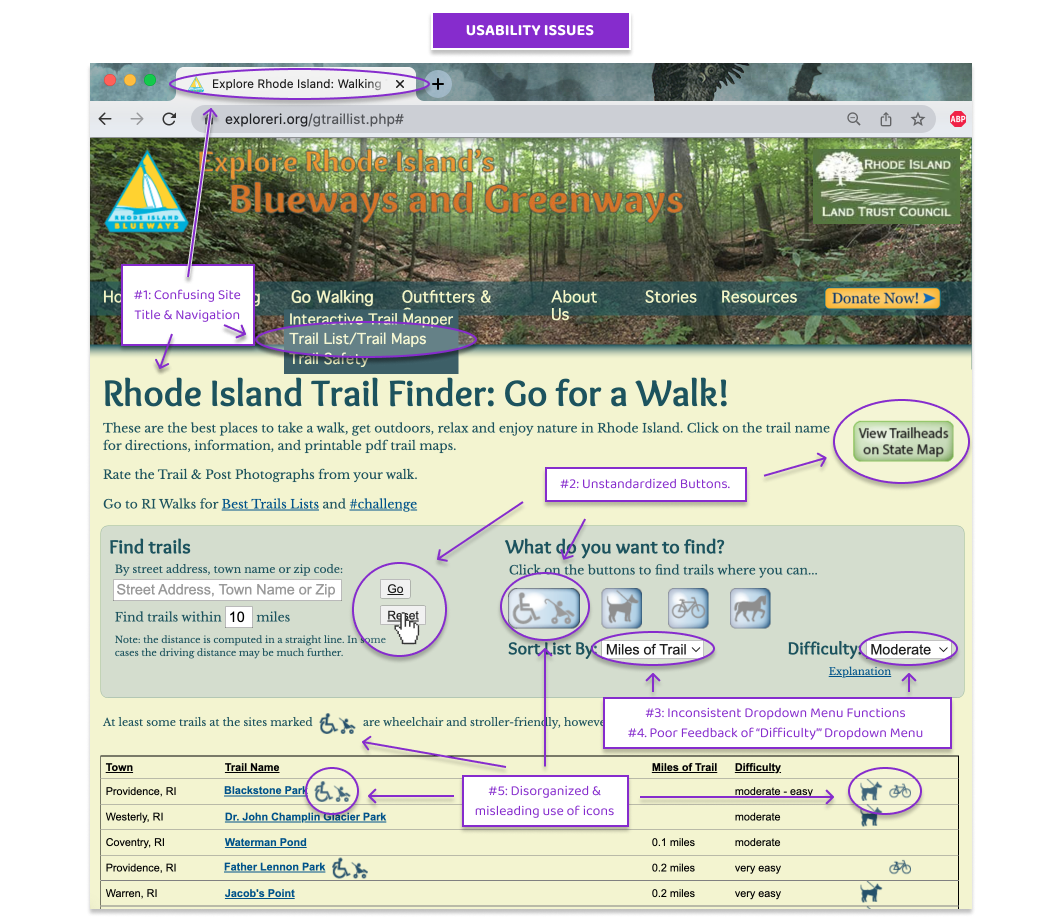 USABILITY ISSUES
Explore Rhode Island: Walking
exploreri.org/gtraillist.php#
ABP
Explore Rhode Island's
Blueways and Greenways
RHODE ISLAND
BLUEWAYS
RHODE ISLAND
LAND TRUST COUNCIL
#1: Confusing Site
Title & Navigation
Ho
g
Go Walking
Outfitters &
About
Us
Stories
Resources
Donate Now!
Interactive Trail Mapper
Trail List/Trail Maps
Trail Safety
Rhode Island Trail Finder: Go for a Walk!
These are the best places to take a walk, get outdoors, relax and enjoy nature in Rhode Island. Click on the trail name
for directions, information, and printable pdf trail maps.
View Trailheads
on State Map
Rate the Trail & Post Photographs from your walk.
#2: Unstandardized Buttons.
Go to RI Walks for Best Trails Lists and #challenge
Find trails
By street address, town name or zip code:
Street Address, Town Name or Zip
Go
Find trails within 10 miles
Reset
Note: the distance is computed in a straight line. In some
cases the driving distance may be much further.
What do you want to find?
Click on the buttons to find trails where you can...
Sort List By: Miles of Trail
Difficulty: Moderate
Explanation
#3: Inconsistent Dropdown Menu Functions
#4. Poor Feedback of "Difficulty'" Dropdown Menu
At least some trails at the sites marked are wheelchair and stroller-friendly, howeve
#5: Disorganized &
misleading use of icons
Town Trail Name Miles of Trail Difficulty
Providence, RI Blackstone Park moderate - easy
Westerly, RI Dr. John Champlin Glacier Park moderate
Coventry, RI Waterman Pond 0.1 miles moderate
Providence, RI Father Lennon Park 0.2 miles very easy
Warren, RI Jacob's Point 0.2 miles very easy